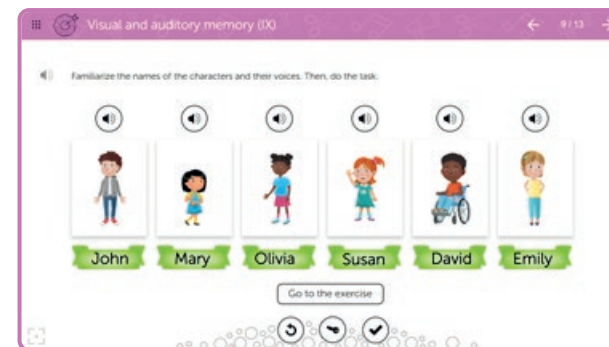 Visual and auditory memory (IX)
9 / 13
Familiarize the names of the characters and their voices. Then, do the task.
John Mary Olivia Susan David Emily
Go to the exercise